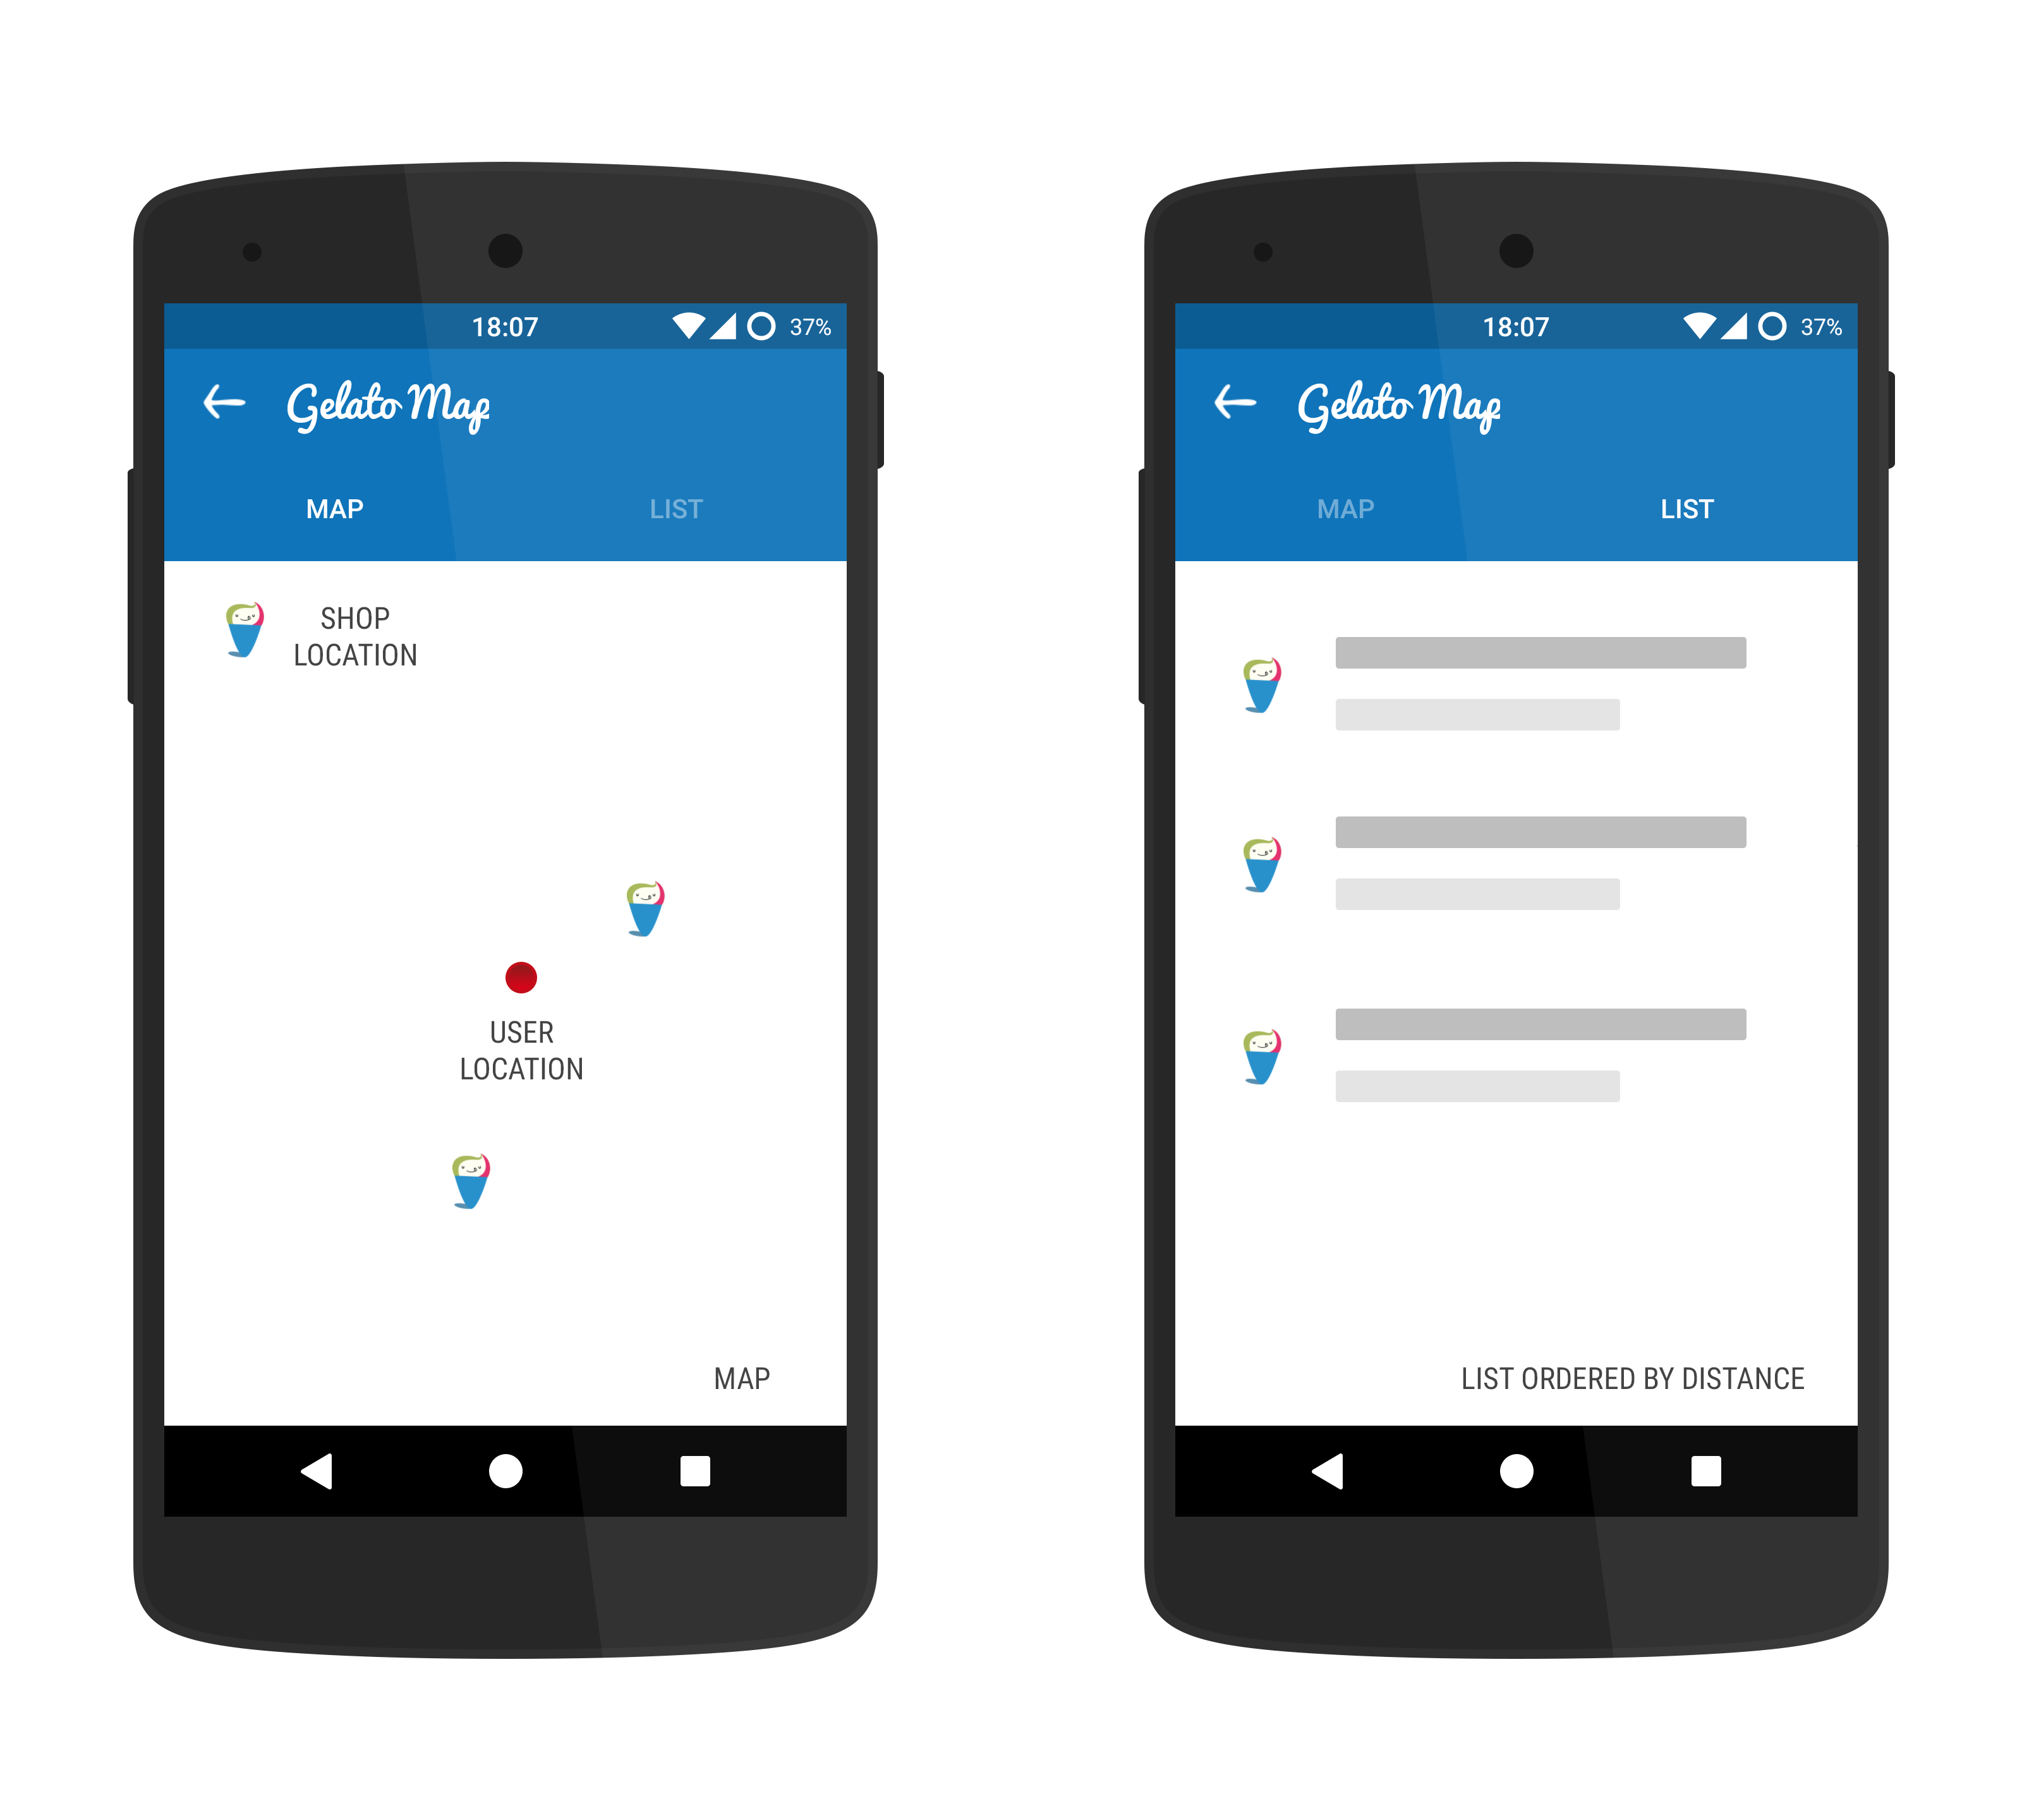 18:07 37%
Gelato Map
MAP LIST
SHOP
LOCATION
USER
LOCATION
MAP
18:07 37%
Gelato Map
MAP LIST
LIST ORDERED BY DISTANCE